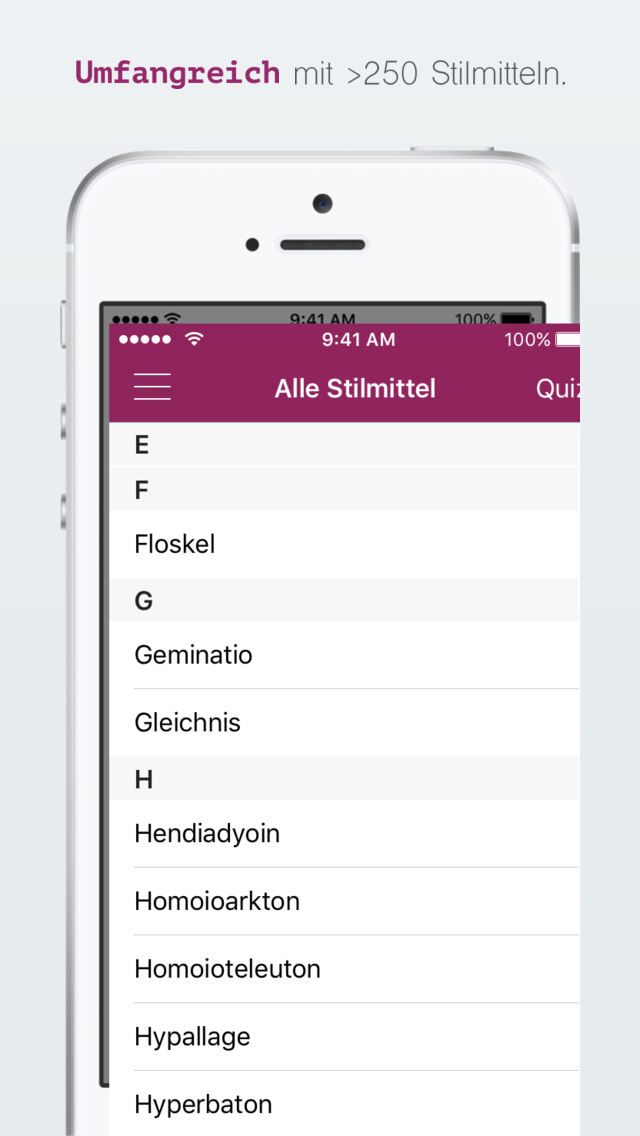 Umfangreich mit >250 Stilmitteln.
9:41 AM 100%
9:41 AM 100%
Alle Stilmittel Quiz
E
F
Floskel
G
Geminatio
Gleichnis
H
Hendiadyoin
Homoioarkton
Homoioteleuton
Hypallage
Hyperbaton